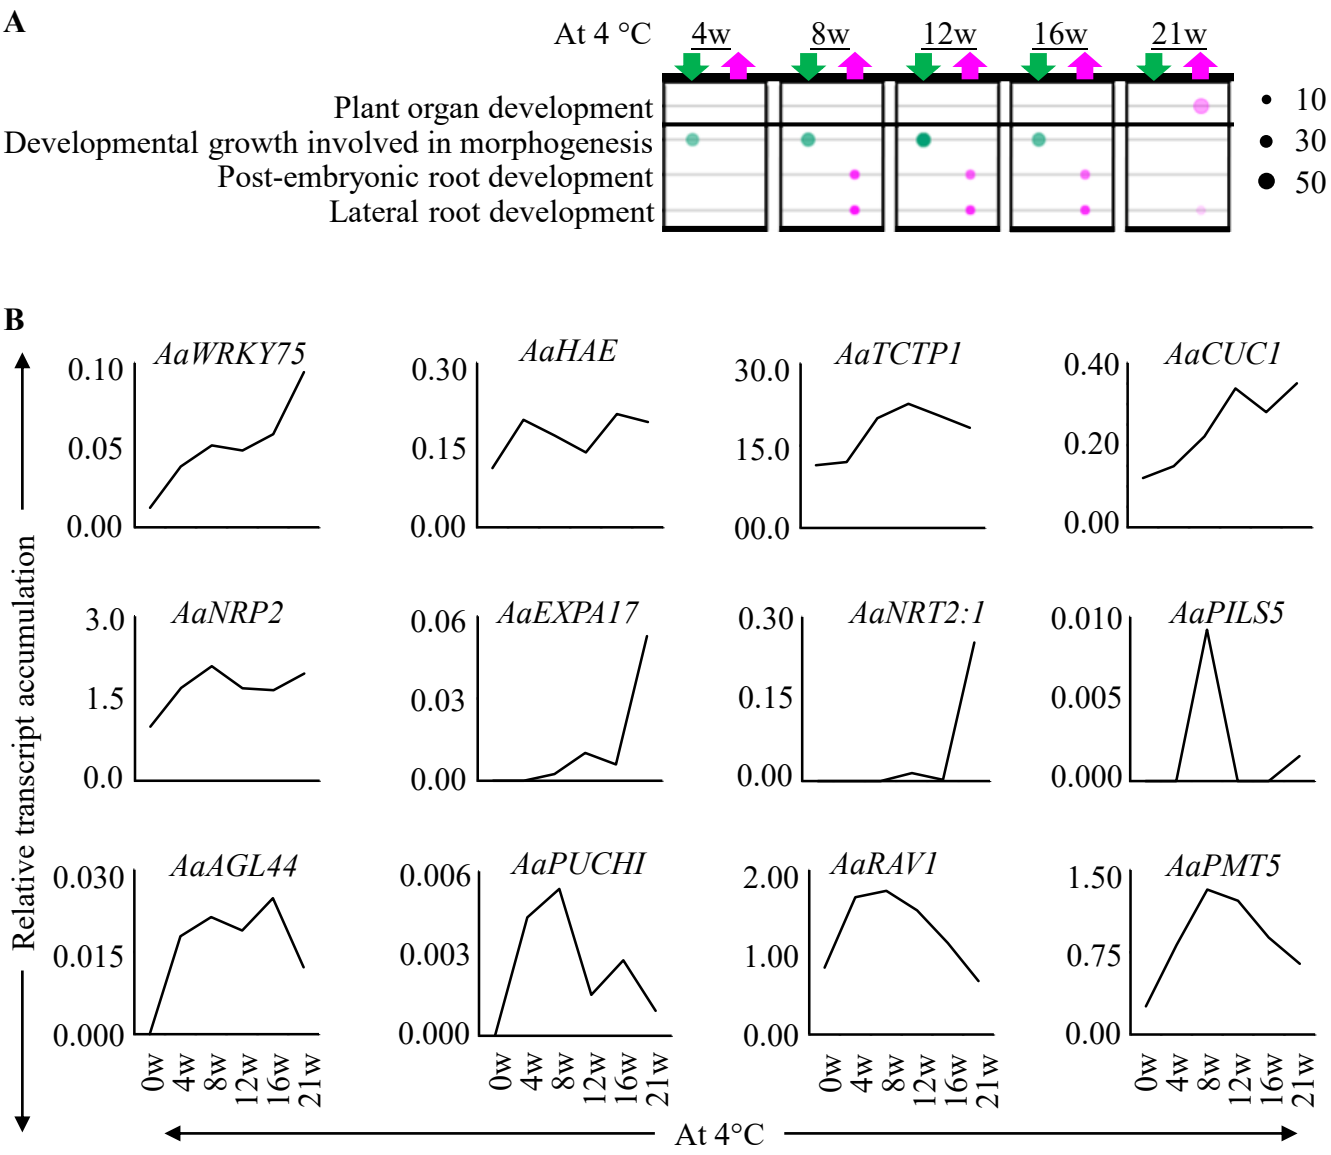 A
At 4 °C 4w 8w 12w 16w 21w
Plant organ development
Developmental growth involved in morphogenesis
Post-embryonic root development
Lateral root development
10
30
50
B
Relative transcript accumulation
AaWRKY75
0.10
0.05
0.00
AaHAE
0.30
0.15
0.00
AaTCTP1
30.0
15.0
00.0
AaCUC1
0.40
0.20
0.00
AaNRP2
3.0
1.5
0.0
AaEXPA17
0.06
0.03
0.00
AaNRT2:1
0.30
0.15
0.00
AaPILS5
0.010
0.005
0.000
AaAGL44
0.030
0.015
0.000
AaPUCHI
0.006
0.003
0.000
AaRAV1
2.00
1.00
0.00
AaPMT5
1.50
0.75
0.00
0w 4w 8w 12w 16w 21w
0w 4w 8w 12w 16w 21w
0w 4w 8w 12w 16w 21w
0w 4w 8w 12w 16w 21w
At 4°C